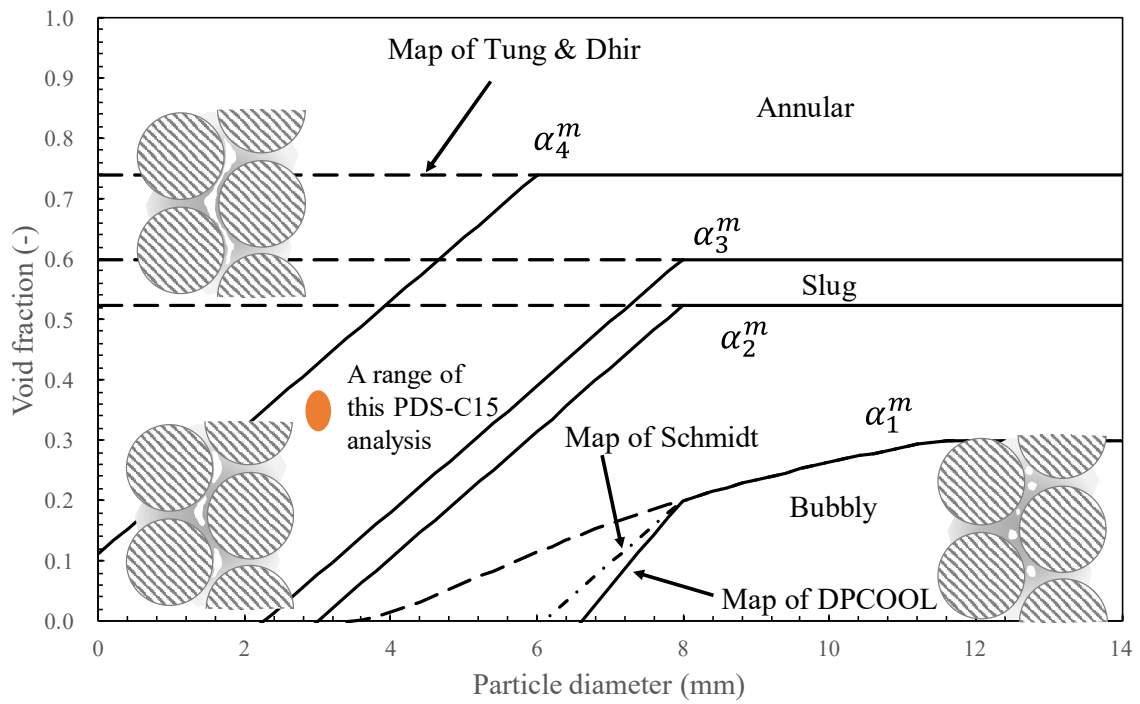 1.0
0.9
0.8
0.7
0.6
0.5
0.4
0.3
0.2
0.1
0.0
Void fraction (-)
Map of Tung & Dhir
Annular
α₄ᵐ
α₃ᵐ
Slug
α₂ᵐ
A range of
this PDS-C15
analysis
Map of Schmidt
α₁ᵐ
Bubbly
Map of DPCOOL
0 2 4 6 8 10 12 14
Particle diameter (mm)